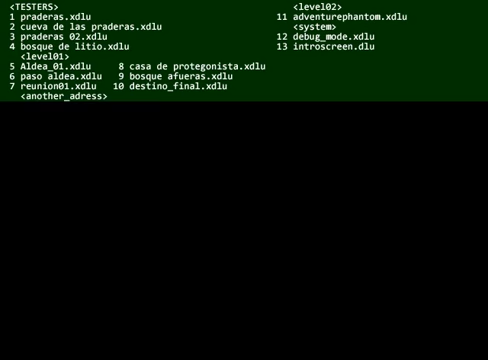 <TESTERS>
1 praderas.xdlu
2 cueva de las praderas.xdlu
3 praderas 02.xdlu
4 bosque de litio.xdlu
<level01>
5 Aldea_01.xdlu 8 casa de protegonista.xdlu
6 paso aldea.xdlu 9 bosque afueras.xdlu
7 reunion01.xdlu 10 destino_final.xdlu
<another_adress>
<level02>
11 adventurephantom.xdlu
<system>
12 debug_mode.xdlu
13 introscreen.dlu